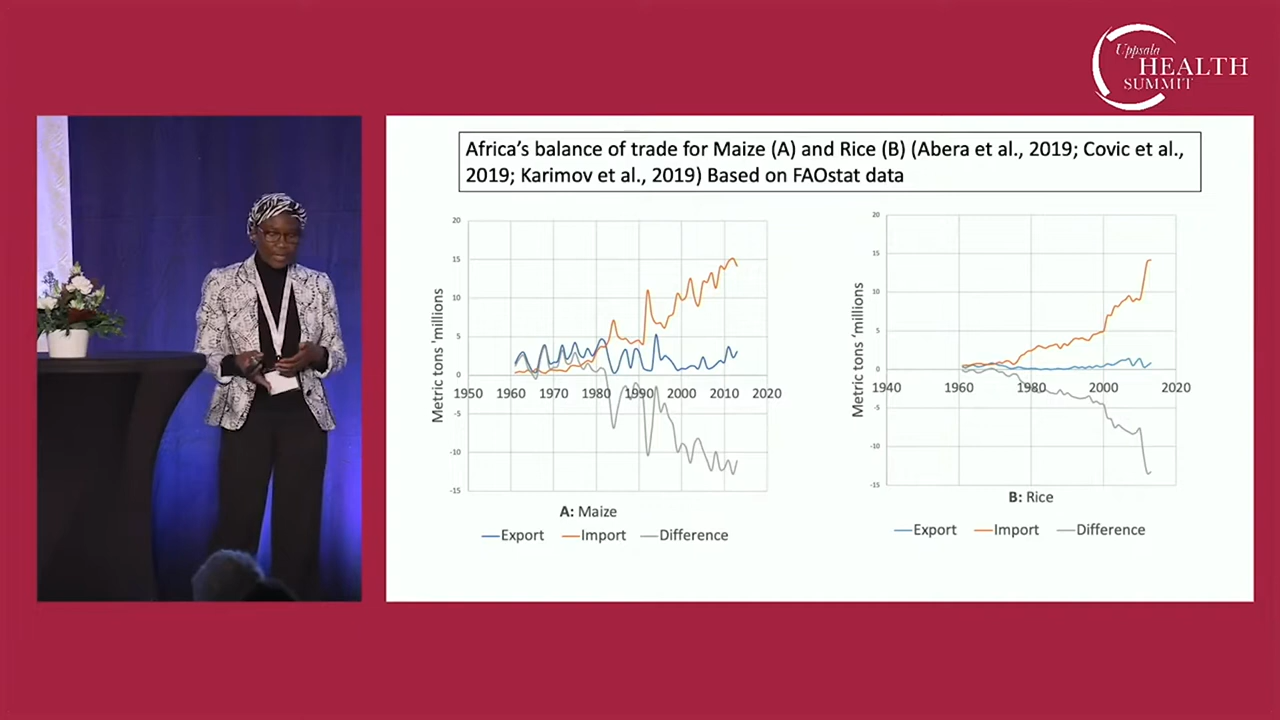 Uppsala
HEALTH
SUMMIT
Africa’s balance of trade for Maize (A) and Rice (B) (Abera et al., 2019; Covic et al.,
2019; Karimov et al., 2019) Based on FAOstat data
Metric tons 'millions
20
15
10
5
0
-5
-10
-15
1950 1960 1970 1980 1990 2000 2010 2020
A: Maize
Export Import Difference
Metric tons ‘ millions
20
15
10
5
0
-5
-10
-15
1940 1960 1980 2000 2020
B: Rice
Export Import Difference